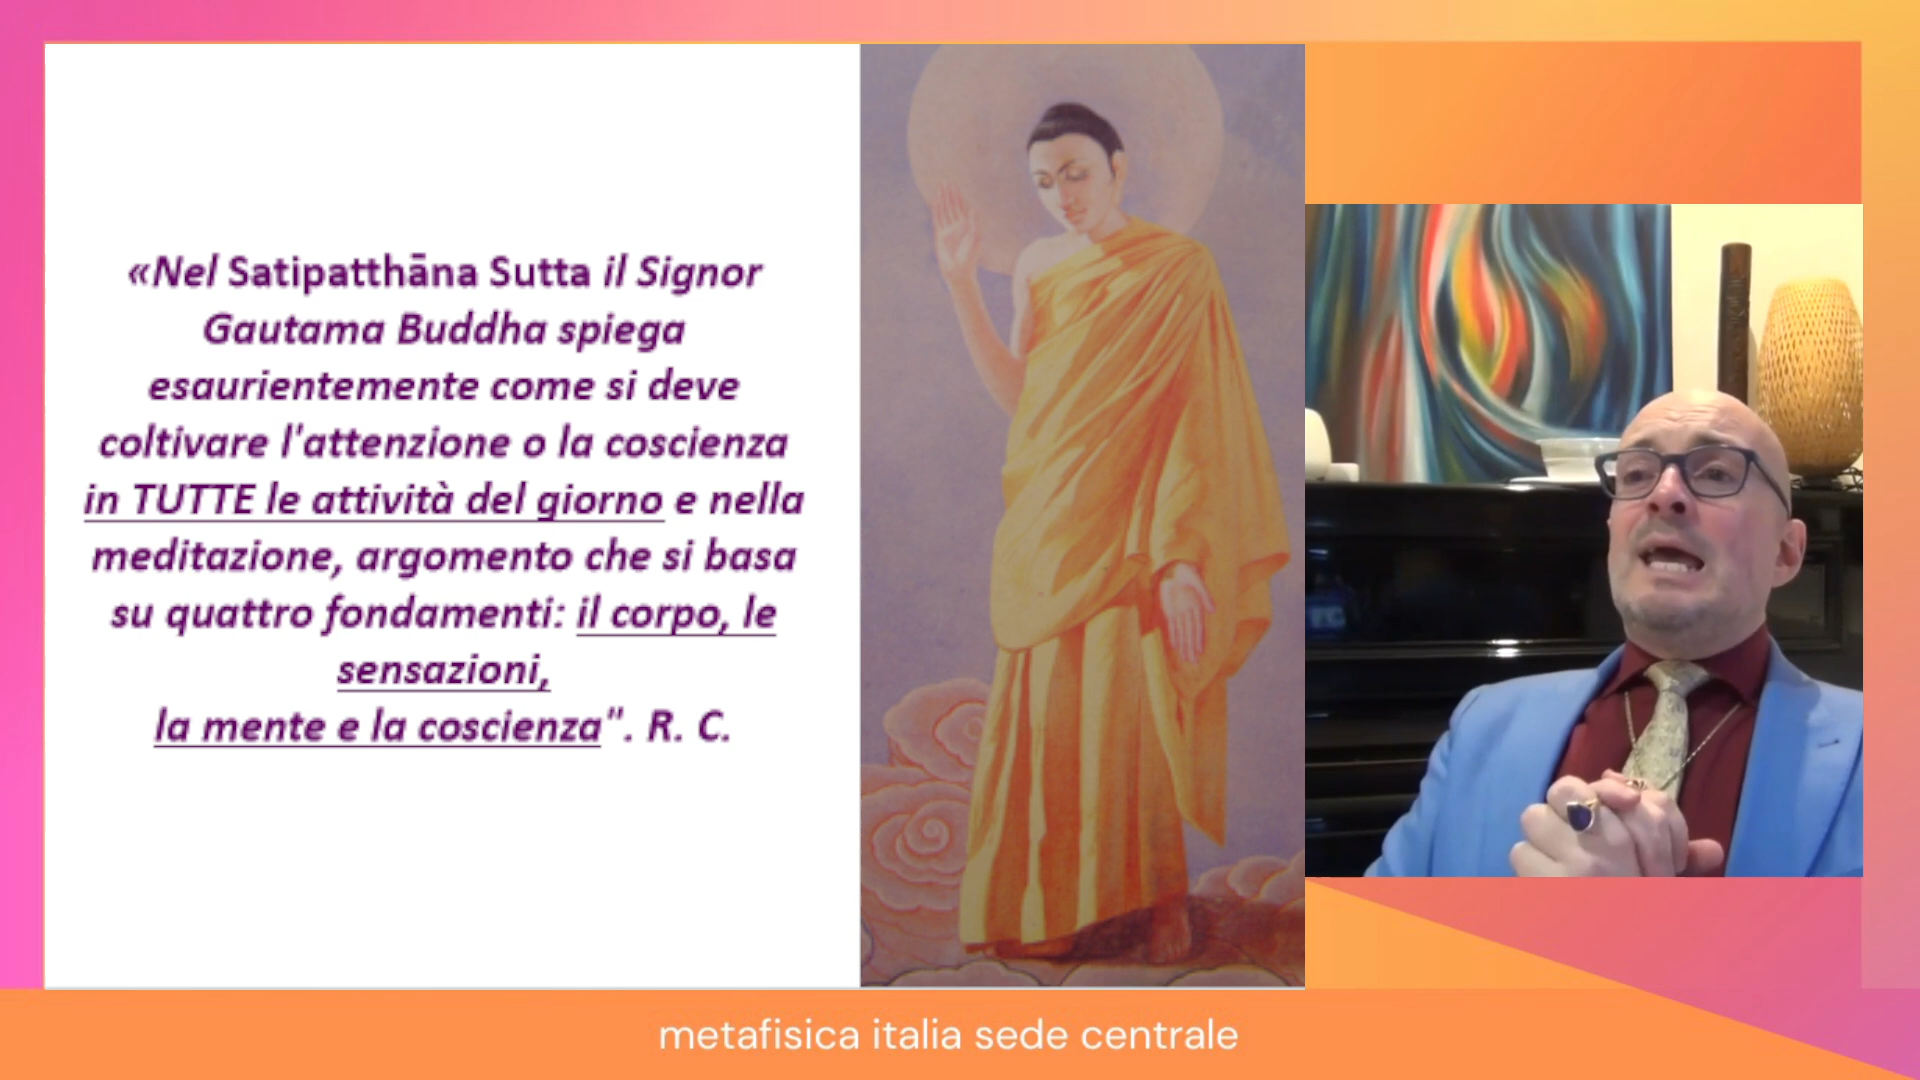 «Nel Satipatthāna Sutta il Signor
Gautama Buddha spiega
esaurientemente come si deve
coltivare l'attenzione o la coscienza
in TUTTE le attività del giorno e nella
meditazione, argomento che si basa
su quattro fondamenti: il corpo, le
sensazioni,
la mente e la coscienza". R. C.
metafisica italia sede centrale